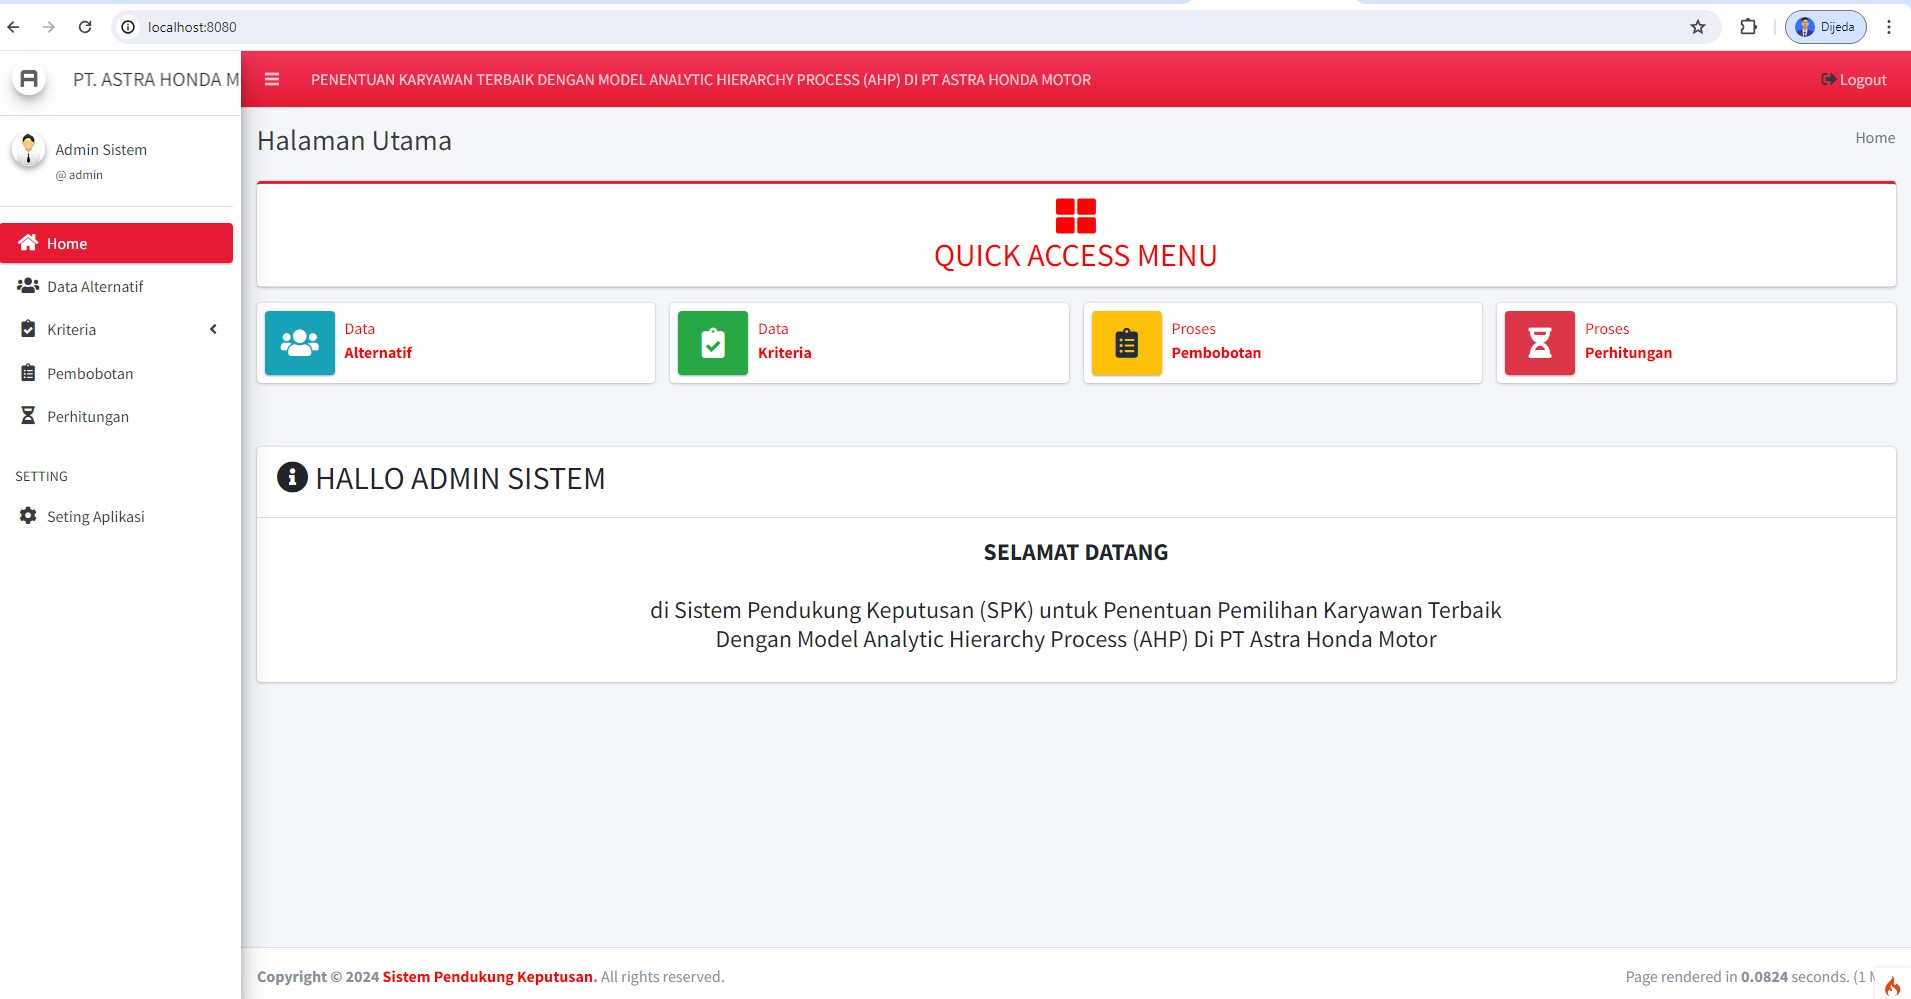 localhost:8080
Dijeda
PT. ASTRA HONDA M
PENENTUAN KARYAWAN TERBAIK DENGAN MODEL ANALYTIC HIERARCHY PROCESS (AHP) DI PT ASTRA HONDA MOTOR
Logout
Admin Sistem
@ admin
Home
Data Alternatif
Kriteria
Pembobotan
Perhitungan
SETTING
Seting Aplikasi
Halaman Utama
Home
QUICK ACCESS MENU
Data
Alternatif
Data
Kriteria
Proses
Pembobotan
Proses
Perhitungan
HALLO ADMIN SISTEM
SELAMAT DATANG
di Sistem Pendukung Keputusan (SPK) untuk Penentuan Pemilihan Karyawan Terbaik
Dengan Model Analytic Hierarchy Process (AHP) Di PT Astra Honda Motor
Copyright © 2024 Sistem Pendukung Keputusan. All rights reserved.
Page rendered in 0.0824 seconds. (1